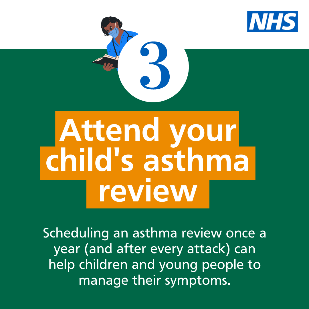 NHS
3
Attend your
child's asthma
review
Scheduling an asthma review once a
year (and after every attack) can
help children and young people to
manage their symptoms.